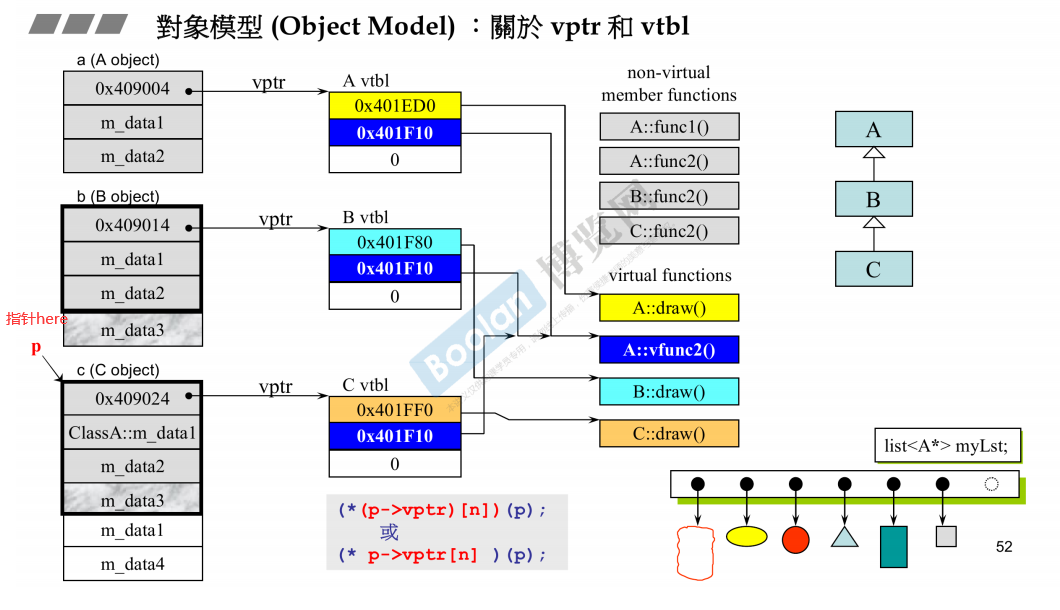 對象模型 (Object Model) ：關於 vptr 和 vtbl
a (A object)
0x409004
m_data1
m_data2
vptr
A vtbl
0x401ED0
0x401F10
0
b (B object)
0x409014
m_data1
m_data2
m_data3
vptr
B vtbl
0x401F80
0x401F10
0
指针here
p
c (C object)
0x409024
ClassA::m_data1
m_data2
m_data3
m_data1
m_data4
vptr
C vtbl
0x401FF0
0x401F10
0
(*(p->vptr)[n])(p);
或
(* p->vptr[n] )(p);
non-virtual
member functions
A::func1()
A::func2()
B::func2()
C::func2()
virtual functions
A::draw()
A::vfunc2()
B::draw()
C::draw()
A
B
C
list<A*> myLst;
52
Boolan
博览网